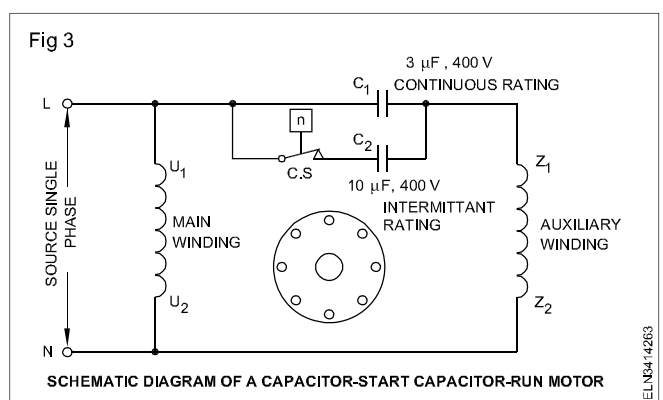 Fig 3
3 µF , 400 V
CONTINUOUS RATING
C1
L
n
C2
C.S
10 µF, 400 V
INTERMITTANT
RATING
U1
Z1
SOURCE SINGLE
PHASE
MAIN
WINDING
AUXILIARY
WINDING
U2
Z2
N
SCHEMATIC DIAGRAM OF A CAPACITOR-START CAPACITOR-RUN MOTOR
ELN3414263